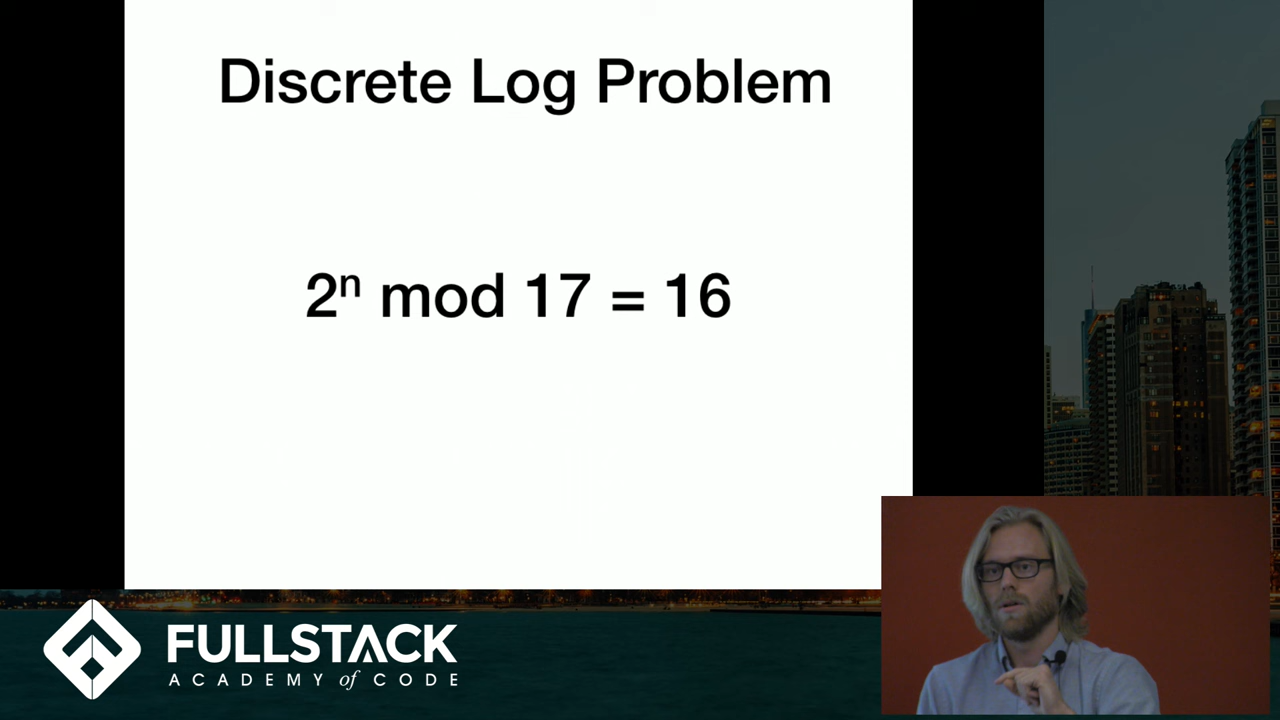 Discrete Log Problem
2ⁿ mod 17 = 16
FULLSTACK
ACADEMY of CODE